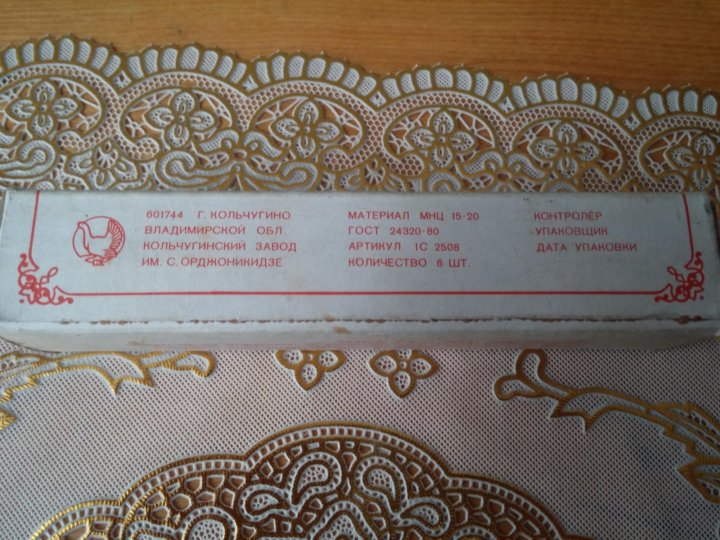 601744 Г. КОЛЬЧУГИНО
ВЛАДИМИРСКОЙ ОБЛ.
КОЛЬЧУГИНСКИЙ ЗАВОД
ИМ. С. ОРДЖОНИКИДЗЕ
МАТЕРИАЛ МНЦ 15-20
ГОСТ 24320-80
АРТИКУЛ 1С 2508
КОЛИЧЕСТВО 6 ШТ.
КОНТРОЛЁР
УПАКОВЩИК
ДАТА УПАКОВКИ